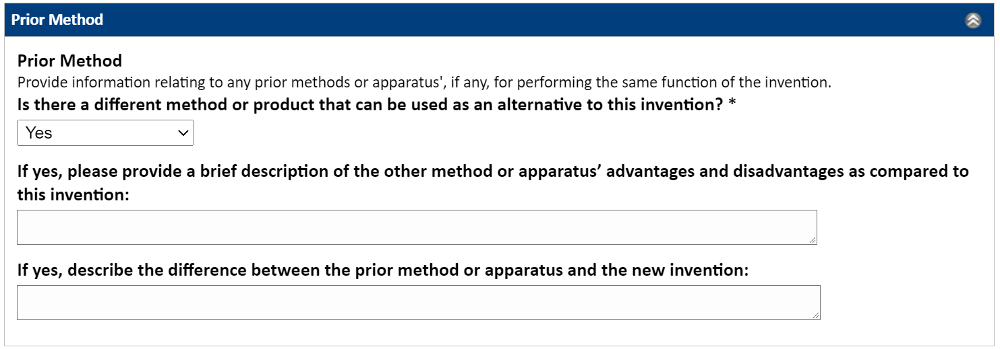 Prior Method
Prior Method
Provide information relating to any prior methods or apparatus', if any, for performing the same function of the invention.
Is there a different method or product that can be used as an alternative to this invention? *
Yes
If yes, please provide a brief description of the other method or apparatus’ advantages and disadvantages as compared to
this invention:
If yes, describe the difference between the prior method or apparatus and the new invention: